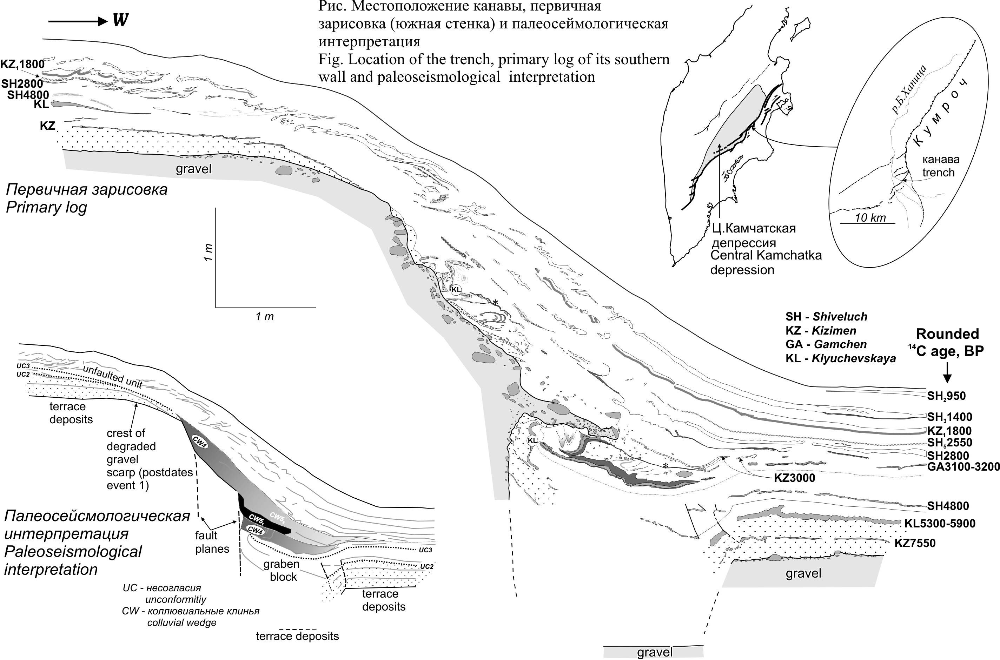 W
Рис. Местоположение канавы, первичная
зарисовка (южная стенка) и палеосеймологическая
интерпретация
Fig. Location of the trench, primary log of its southern
wall and paleoseismological interpretation
KZ₁1800
SH2800
SH4800
KL
KZ
gravel
Первичная зарисовка
Primary log
1 m
1 m
р.Б.Хапица
Кумроч
канава
trench
10 km
Ц.Камчатская
депрессия
Central Kamchatka
depression
KL
*
SH - Shiveluch
KZ - Kizimen
GA - Gamchen
KL - Klyuchevskaya
Rounded
¹⁴C age, BP
SH₂950
SH₃1400
KZ₁1800
SH₅2550
SH2800
GA3100-3200
KL
*
KZ3000
SH4800
KL5300-5900
KZ7550
?
gravel
gravel
UC3
UC2
unfaulted unit
terrace
deposits
crest of
degraded
gravel
scarp (postdates
event 1)
CW4
CW5₁
CW5₂
CW4
fault
planes
graben
block
UC3
UC2
terrace
deposits
Палеосейсмологическая
интерпретация
Paleoseismological
interpretation
UC - несогласия
unconformitiy
CW - коллювиальные клинья
colluvial wedge
terrace deposits